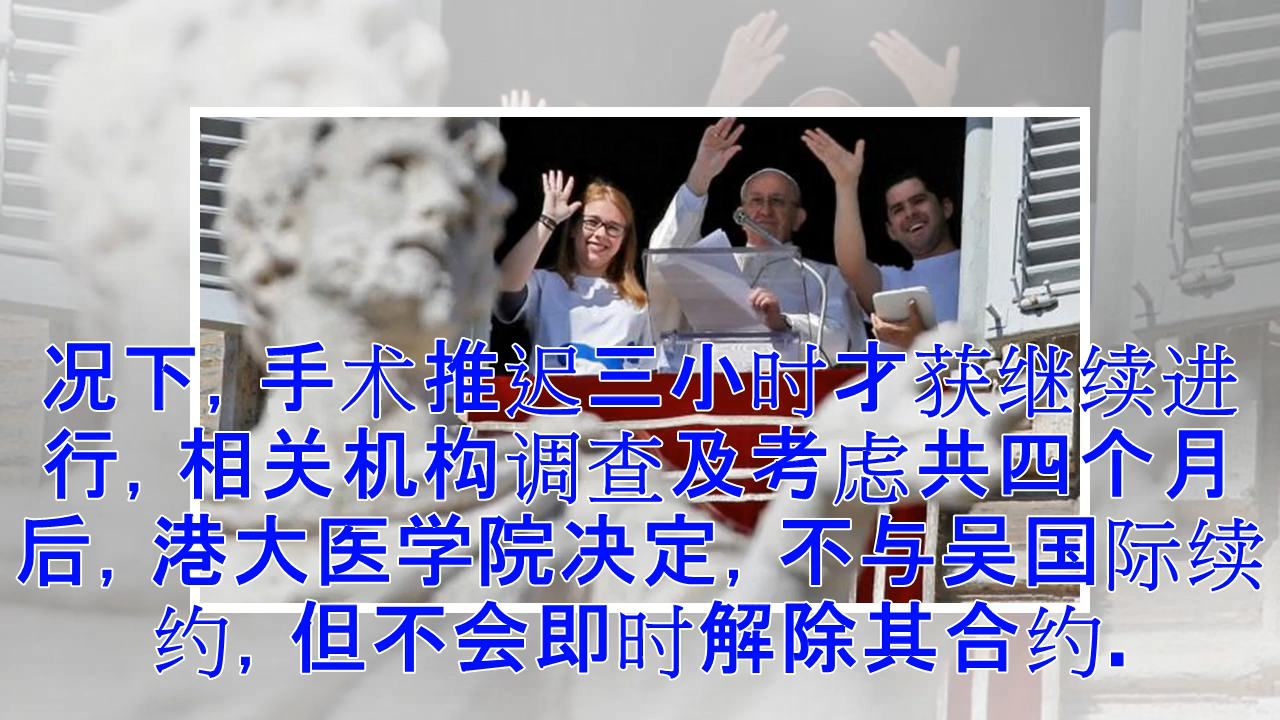 况下, 手术推迟三小时才获继续进
行, 相关机构调查及考虑共四个月
后, 港大医学院决定, 不与吴国际续
约, 但不会即时解除其合约.